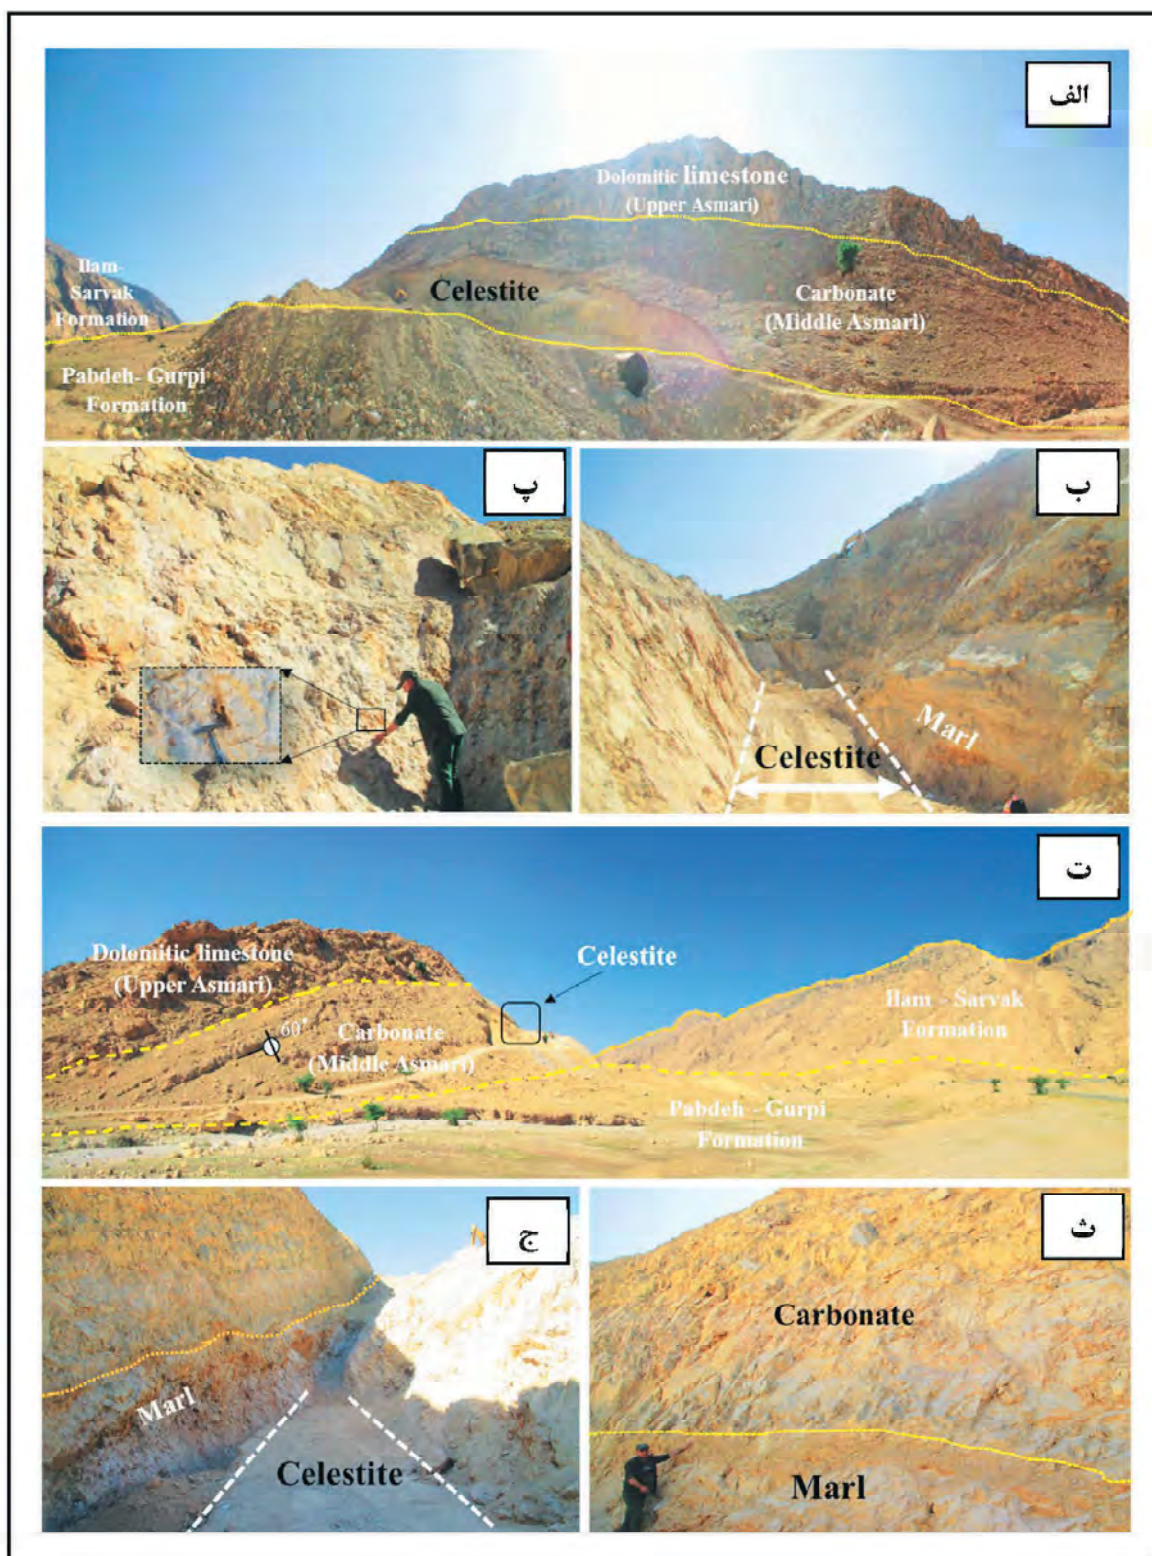 الف
Dolomitic limestone
(Upper Asmari)
Ilam-
Sarvak
Formation
Celestite
Carbonate
(Middle Asmari)
Pabdeh- Gurpi
Formation
ب
Celestite
Marl
پ
ت
Dolomitic limestone
(Upper Asmari)
Celestite
Ilam - Sarvak
Formation
60°
Carbonate
(Middle Asmari)
Pabdeh - Gurpi
Formation
ث
Carbonate
Marl
ج
Marl
Celestite